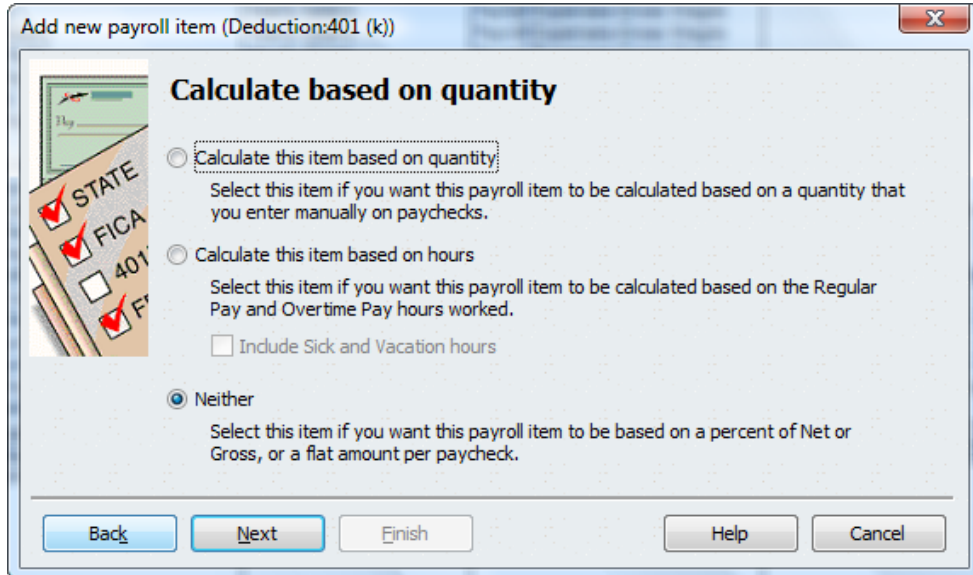 Add new payroll item (Deduction:401 (k))
Calculate based on quantity
Calculate this item based on quantity
Select this item if you want this payroll item to be calculated based on a quantity that
you enter manually on paychecks.
STATE
FICA
401
Calculate this item based on hours
Select this item if you want this payroll item to be calculated based on the Regular
Pay and Overtime Pay hours worked.
Include Sick and Vacation hours
Neither
Select this item if you want this payroll item to be based on a percent of Net or
Gross, or a flat amount per paycheck.
Back Next Finish Help Cancel